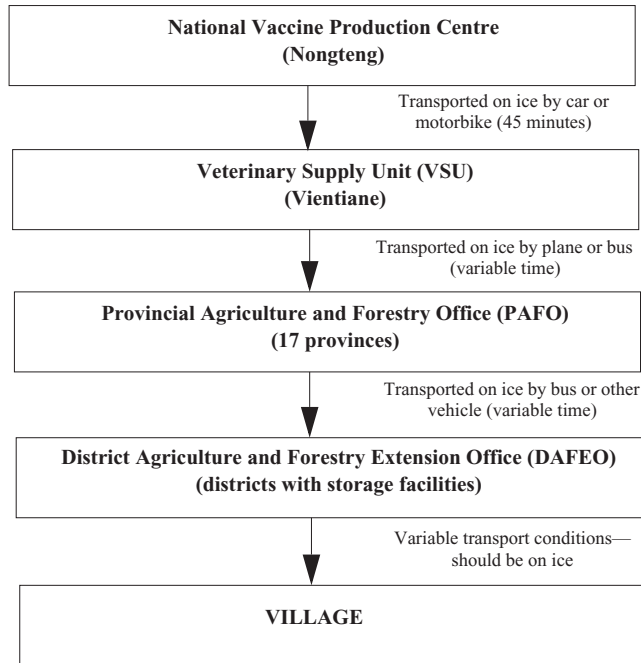 National Vaccine Production Centre
(Nongteng)
Transported on ice by car or
motorbike (45 minutes)
Veterinary Supply Unit (VSU)
(Vientiane)
Transported on ice by plane or bus
(variable time)
Provincial Agriculture and Forestry Office (PAFO)
(17 provinces)
Transported on ice by bus or other
vehicle (variable time)
District Agriculture and Forestry Extension Office (DAFEO)
(districts with storage facilities)
Variable transport conditions—
should be on ice
VILLAGE